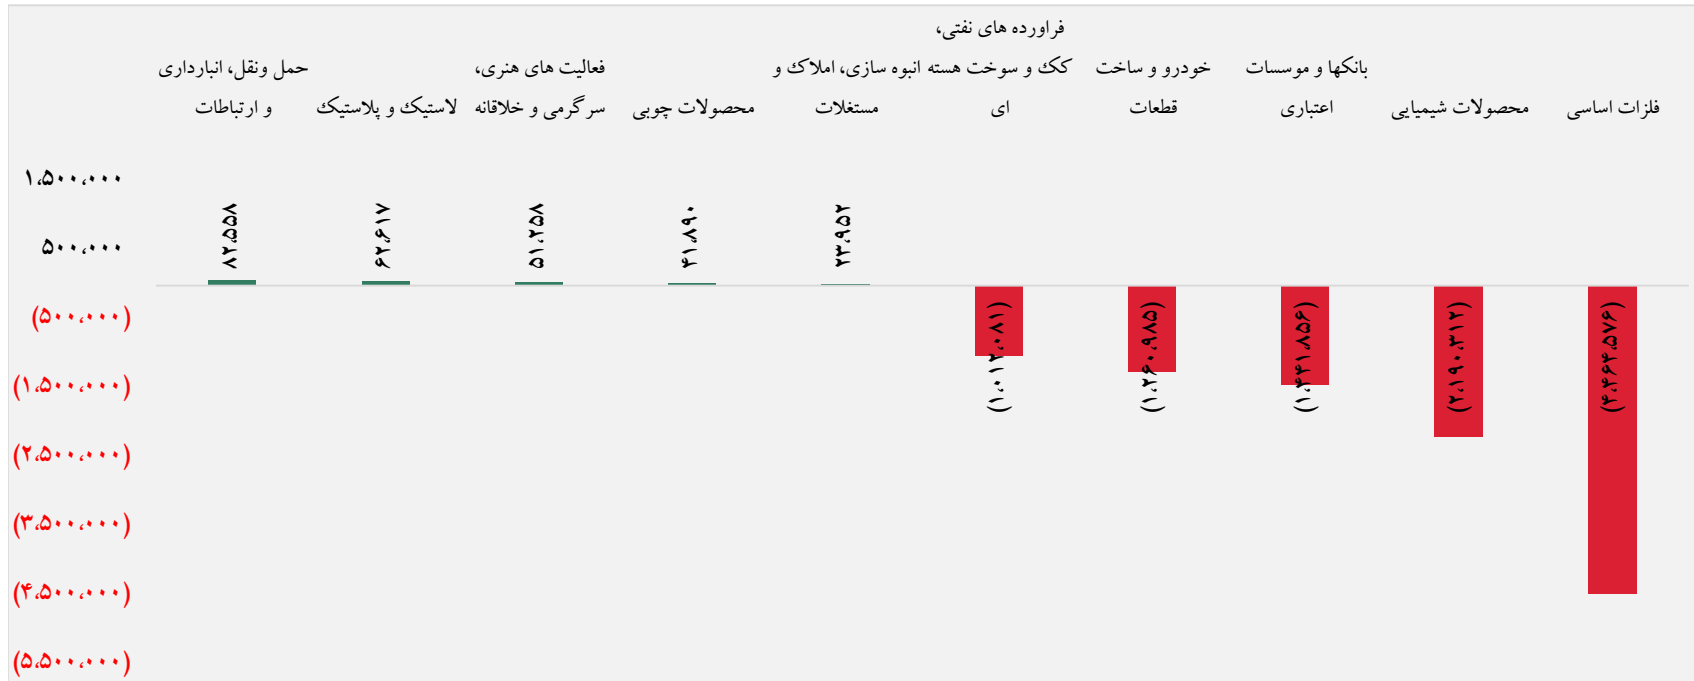 حمل ونقل، انبارداری
و ارتباطات
لاستیک و پلاستیک
فعالیت های هنری،
سرگرمی و خلاقانه
محصولات چوبی
انبوه سازی، املاک و
مستغلات
فراورده های نفتی،
کک و سوخت هسته
ای
خودرو و ساخت
قطعات
بانکها و موسسات
اعتباری
محصولات شیمیایی
فلزات اساسی
۱،۵۰۰،۰۰۰
۵۰۰،۰۰۰
(۵۰۰،۰۰۰)
(۱،۵۰۰،۰۰۰)
(۲،۵۰۰،۰۰۰)
(۳،۵۰۰،۰۰۰)
(۴،۵۰۰،۰۰۰)
(۵،۵۰۰،۰۰۰)
۸۲،۵۵۸
۶۲،۶۱۷
۵۱،۲۵۸
۴۱،۸۹۰
۲۳،۹۵۲
(۱،۰۱۲،۰۸۱)
(۱،۲۶۰،۹۸۵)
(۱،۴۴۱،۸۵۶)
(۲،۱۹۰،۳۱۲)
(۴،۴۶۴،۵۷۶)